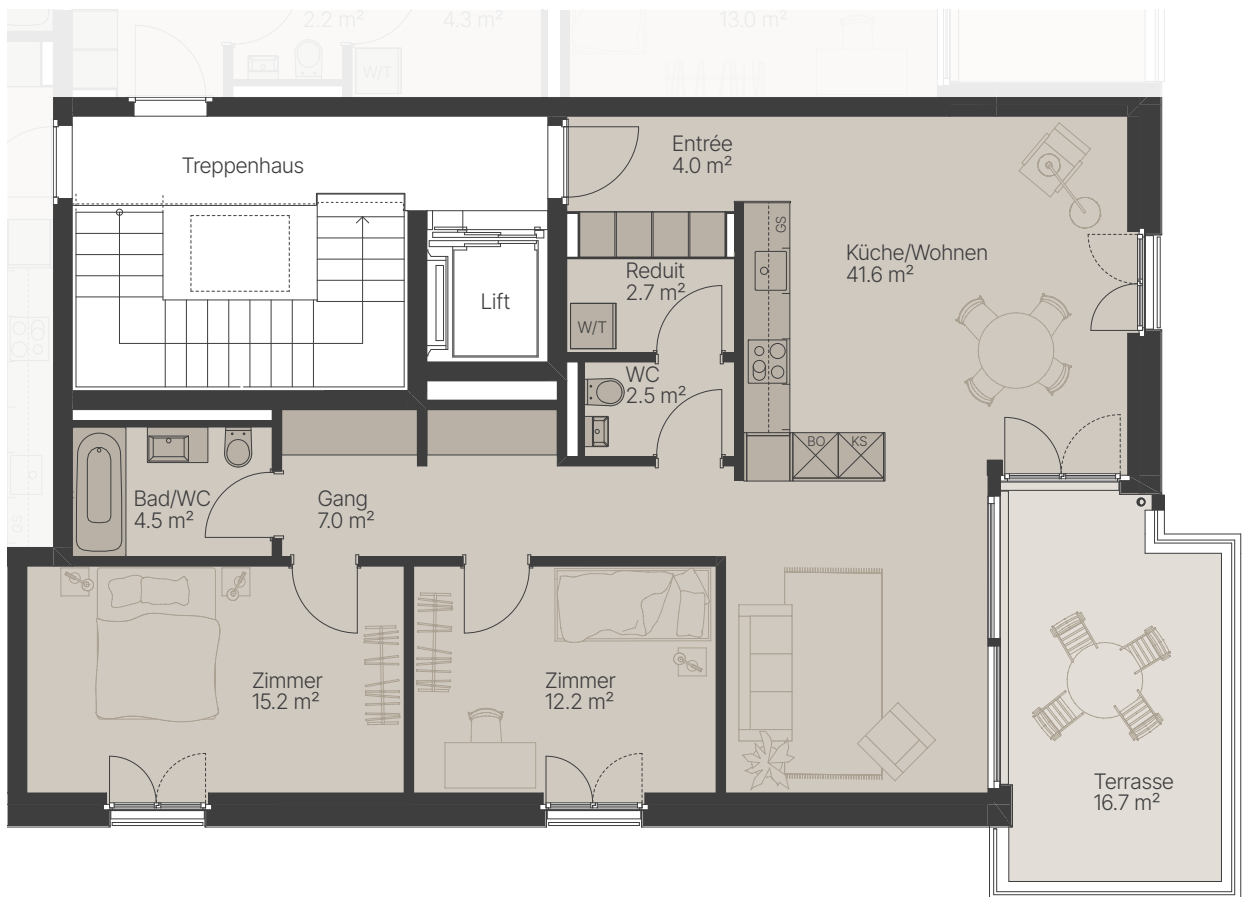 2.2 m²
4.3 m²
13.0 m²
W/T
Treppenhaus
Entrée
4.0 m²
GS
Küche/Wohnen
41.6 m²
Reduit
2.7 m²
Lift
W/T
WC
2.5 m²
BO
KS
Bad/WC
4.5 m²
Gang
7.0 m²
GS
Zimmer
15.2 m²
Zimmer
12.2 m²
Terrasse
16.7 m²